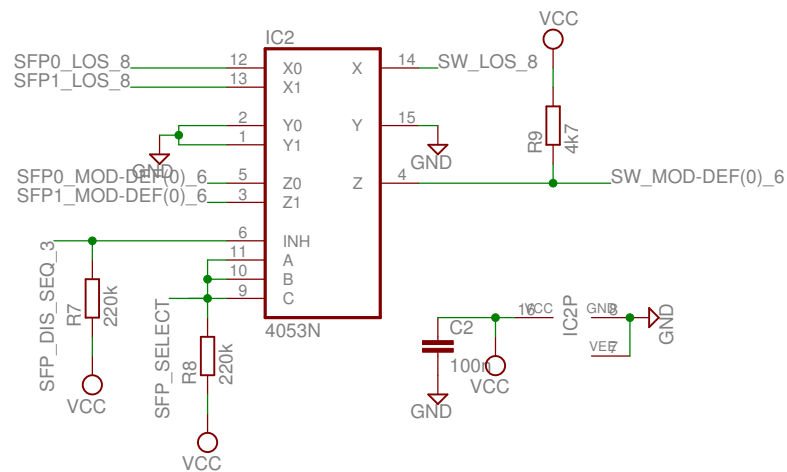 IC2
VCC
SFP0_LOS_8
12
X0
X
14
SW_LOS_8
SFP1_LOS_8
13
X1
2
Y0
Y
15
1
Y1
GND
GND
R9
4k7
SFP0_MOD-DEF(0)_6
5
Z0
Z
4
SW_MOD-DEF(0)_6
SFP1_MOD-DEF(0)_6
3
Z1
6
INH
11
A
10
B
9
C
SFP_DIS_SEQ_3
R7
220k
VCC
SFP_SELECT
R8
220k
VCC
4053N
C2
100n
GND
VCC
16
VCC
IC2P
GND
8
VEE
7
GND